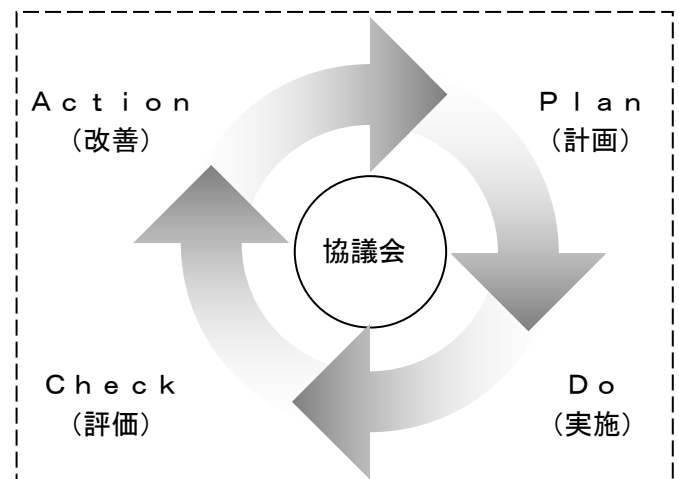 Ａｃｔｉｏｎ
（改善）
Ｐｌａｎ
（計画）
協議会
Ｃｈｅｃｋ
（評価）
Ｄｏ
（実施）